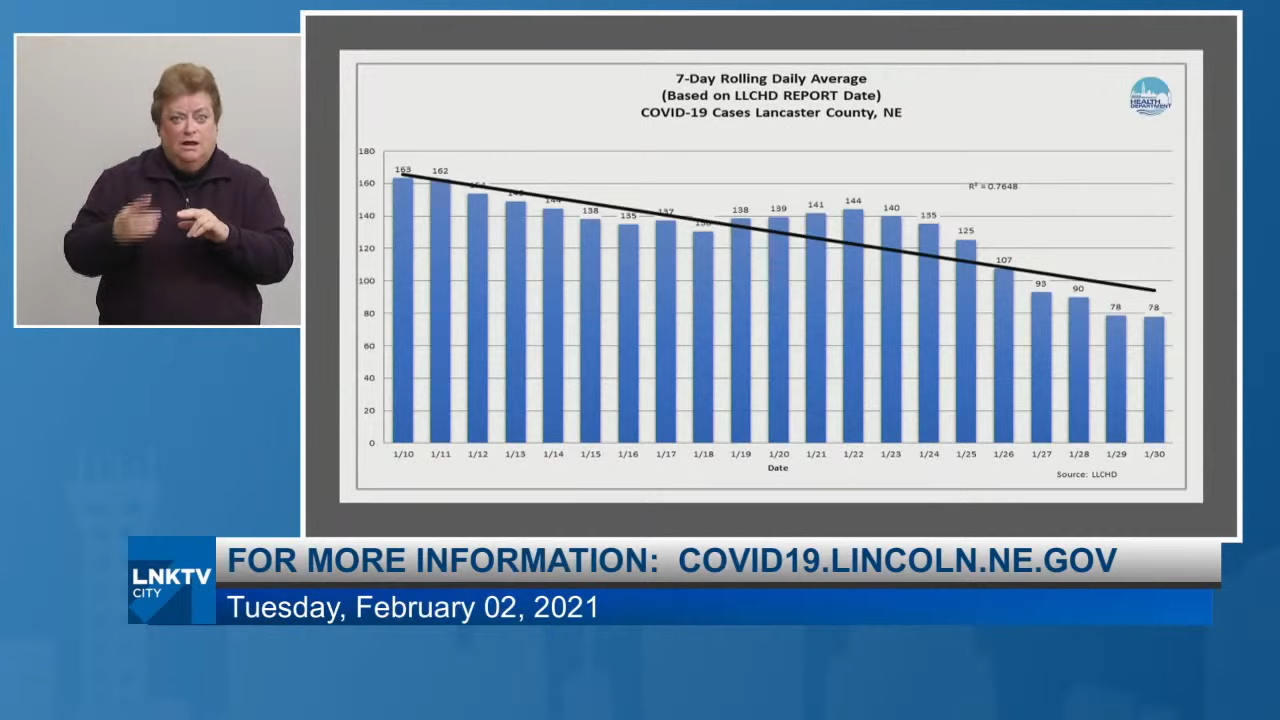 7-Day Rolling Daily Average
(Based on LLCHD REPORT Date)
COVID-19 Cases Lancaster County, NE
HEALTH
DEPARTMENT
180
160
140
120
100
80
60
40
20
0
163
162
144
138
135
137
138
139
141
144
140
135
125
107
93
90
78
78
R² = 0.7648
1/10 1/11 1/12 1/13 1/14 1/15 1/16 1/17 1/18 1/19 1/20 1/21 1/22 1/23 1/24 1/25 1/26 1/27 1/28 1/29 1/30
Date
Source: LLCHD
FOR MORE INFORMATION: COVID19.LINCOLN.NE.GOV
LNKTV
CITY
Tuesday, February 02, 2021